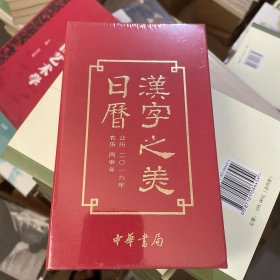 漢字之美
日曆
公历 二〇一六年
农历 丙申年
中華書局